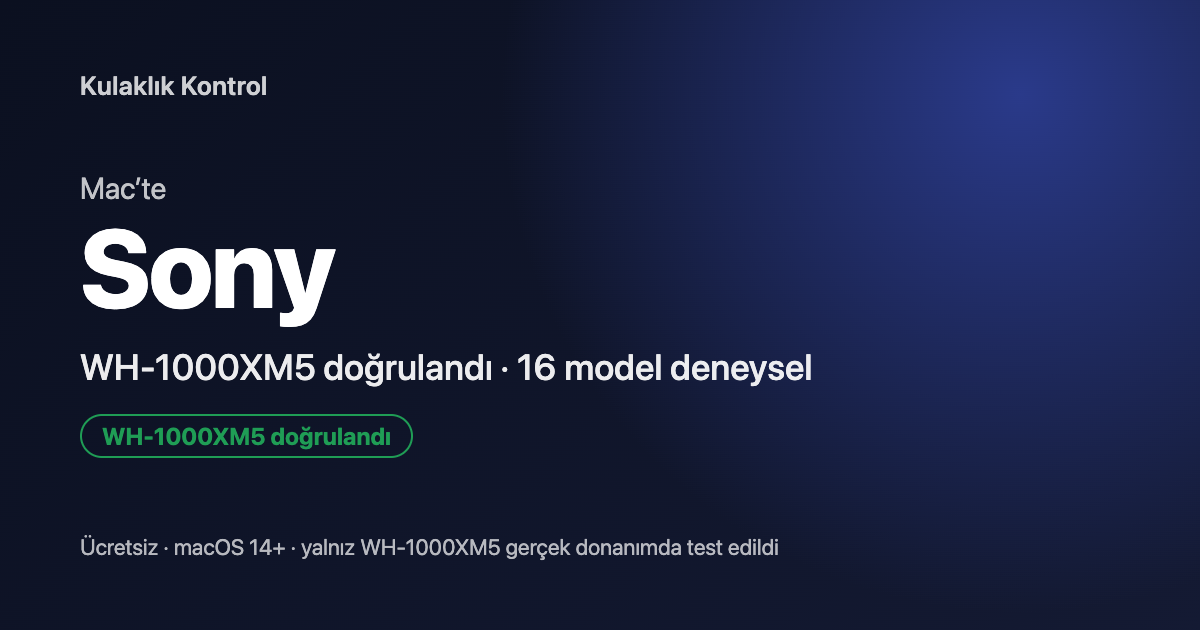 Kulaklık Kontrol
Mac’te
Sony
WH-1000XM5 doğrulandı · 16 model deneysel
WH-1000XM5 doğrulandı
Ücretsiz · macOS 14+ · yalnız WH-1000XM5 gerçek donanımda test edildi